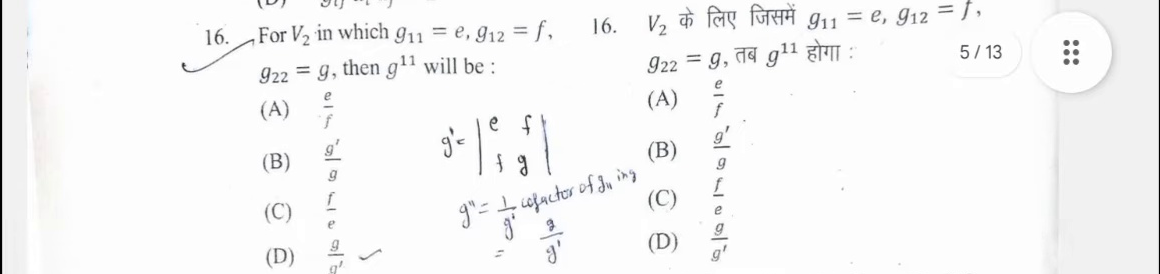 16. For V₂ in which g₁₁ = e, g₁₂ = f,
g₂₂ = g, then g¹¹ will be :
(A) e/f
(B) g'/g
(C) f/e
(D) g/g'
g' = | e f |
| f g |
g¹¹ = 1/g' cofactor of g₁₁ in g
= g/g'
16. V₂ के लिए जिसमें g₁₁ = e, g₁₂ = f,
g₂₂ = g, तब g¹¹ होगा :
(A) e/f
(B) g'/g
(C) f/e
(D) g/g'
5 / 13